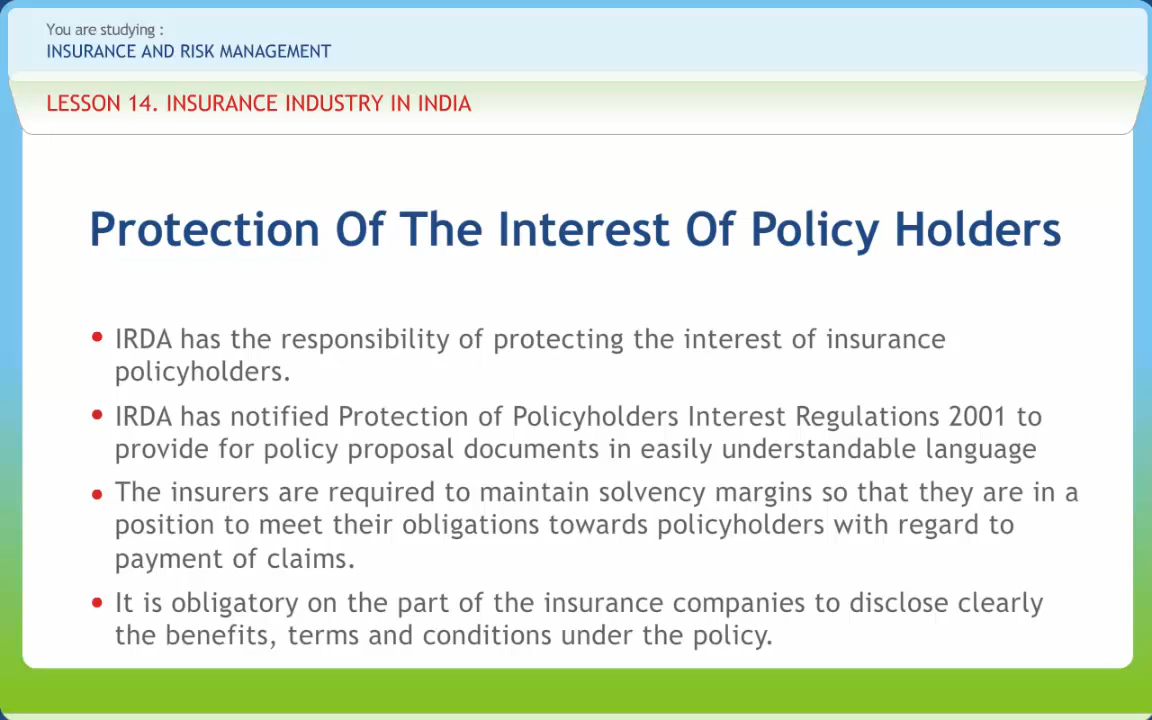 You are studying :
INSURANCE AND RISK MANAGEMENT
LESSON 14. INSURANCE INDUSTRY IN INDIA
Protection Of The Interest Of Policy Holders
• IRDA has the responsibility of protecting the interest of insurance
policyholders.
• IRDA has notified Protection of Policyholders Interest Regulations 2001 to
provide for policy proposal documents in easily understandable language
• The insurers are required to maintain solvency margins so that they are in a
position to meet their obligations towards policyholders with regard to
payment of claims.
• It is obligatory on the part of the insurance companies to disclose clearly
the benefits, terms and conditions under the policy.